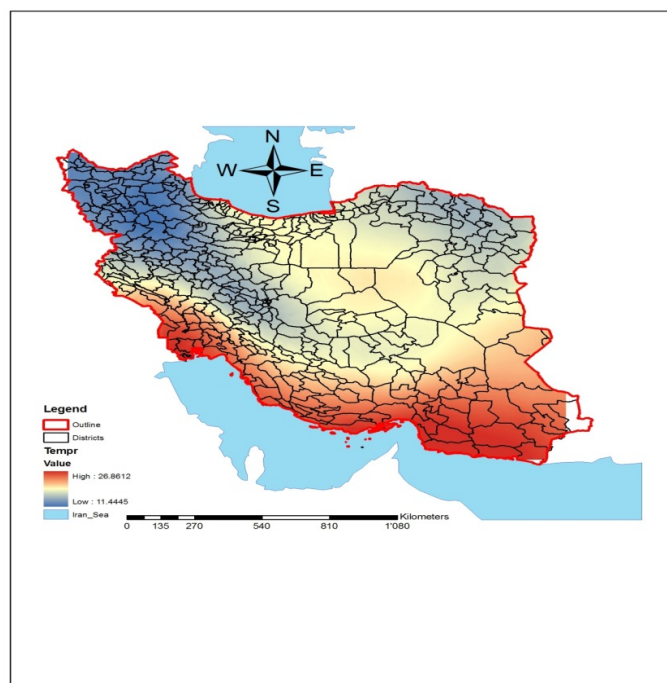 N
W E
S
Legend
Outline
Districts
Tempr
Value
High : 26.8612
Low : 11.4445
Iran_Sea
Kilometers
0 135 270 540 810 1'080